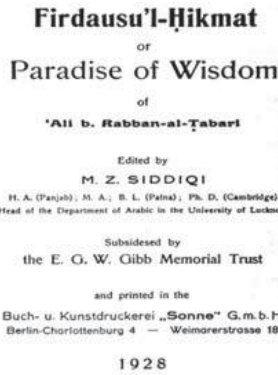 Firdausu'l-Ḥikmat
or
Paradise of Wisdom
of
'Ali b. Rabban-al-Ṭabari
Edited by
M. Z. SIDDIQI
H. A. (Panjab); M. A.; B. L. (Patna); Ph. D. (Cambridge)
Head of the Department of Arabic in the University of Luckno
Subsidesed by
the E. G. W. Gibb Memorial Trust
and printed in the
Buch- u. Kunstdruckerei „Sonne" G.m.b.H
Berlin-Charlottenburg 4 — Weimarerstrasse 18
1928